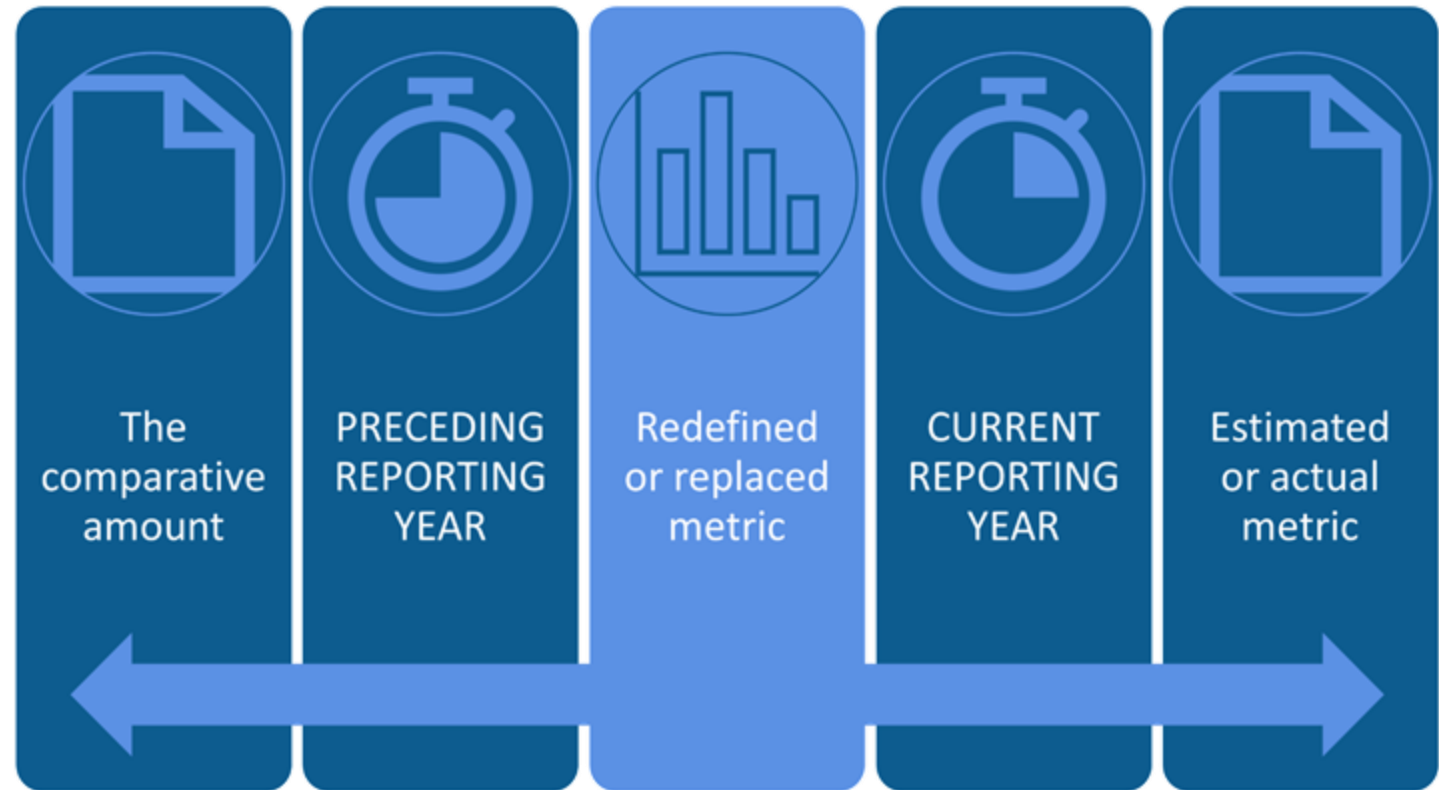 The
comparative
amount
PRECEDING
REPORTING
YEAR
Redefined
or replaced
metric
CURRENT
REPORTING
YEAR
Estimated
or actual
metric